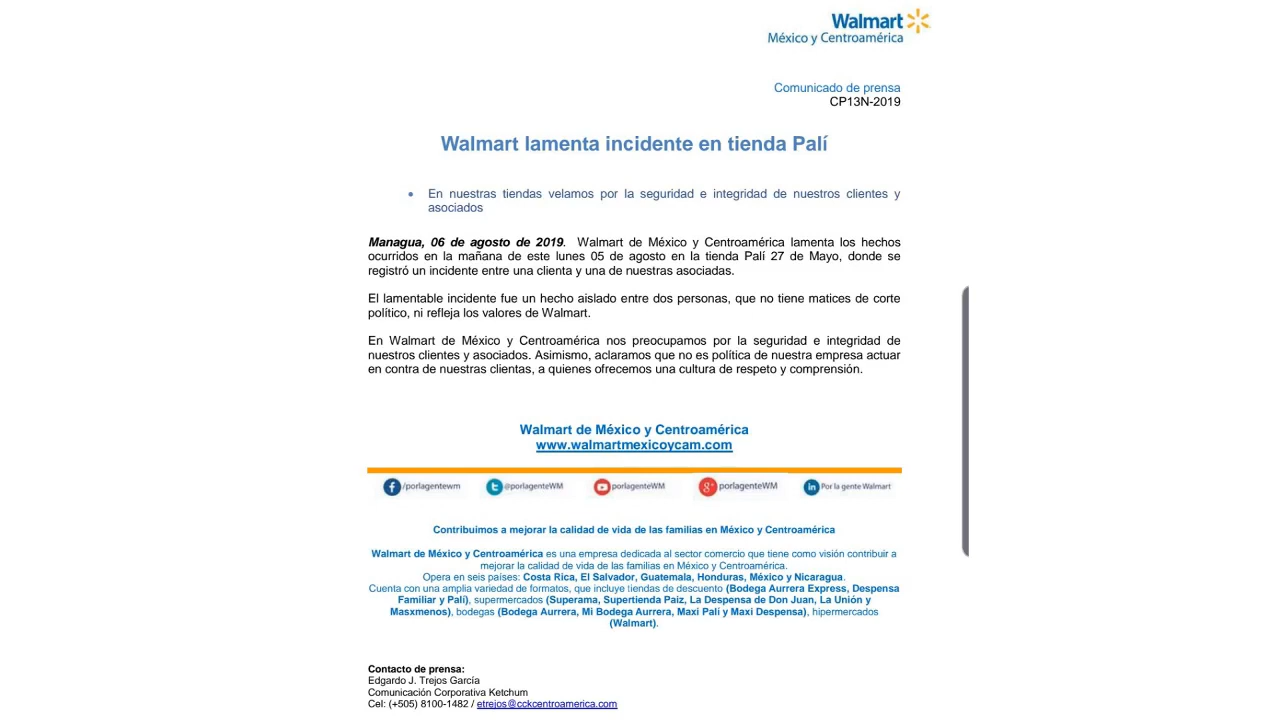 Walmart
México y Centroamérica
Comunicado de prensa
CP13N-2019
Walmart lamenta incidente en tienda Palí
• En nuestras tiendas velamos por la seguridad e integridad de nuestros clientes y
asociados
Managua, 06 de agosto de 2019. Walmart de México y Centroamérica lamenta los hechos
ocurridos en la mañana de este lunes 05 de agosto en la tienda Palí 27 de Mayo, donde se
registró un incidente entre una clienta y una de nuestras asociadas.
El lamentable incidente fue un hecho aislado entre dos personas, que no tiene matices de corte
político, ni refleja los valores de Walmart.
En Walmart de México y Centroamérica nos preocupamos por la seguridad e integridad de
nuestros clientes y asociados. Asimismo, aclaramos que no es política de nuestra empresa actuar
en contra de nuestras clientas, a quienes ofrecemos una cultura de respeto y comprensión.
Walmart de México y Centroamérica
www.walmartmexicoycam.com
/porlagentewm @porlagenteWM porlagenteWM porlagenteWM Por la gente Walmart
Contribuimos a mejorar la calidad de vida de las familias en México y Centroamérica
Walmart de México y Centroamérica es una empresa dedicada al sector comercio que tiene como visión contribuir a
mejorar la calidad de vida de las familias en México y Centroamérica.
Opera en seis países: Costa Rica, El Salvador, Guatemala, Honduras, México y Nicaragua.
Cuenta con una amplia variedad de formatos, que incluye tiendas de descuento (Bodega Aurrera Express, Despensa
Familiar y Palí), supermercados (Superama, Supertienda Paiz, La Despensa de Don Juan, La Unión y
Masxmenos), bodegas (Bodega Aurrera, Mi Bodega Aurrera, Maxi Palí y Maxi Despensa), hipermercados
(Walmart).
Contacto de prensa:
Edgardo J. Trejos García
Comunicación Corporativa Ketchum
Cel: (+505) 8100-1482 / etrejos@cckcentroamerica.com